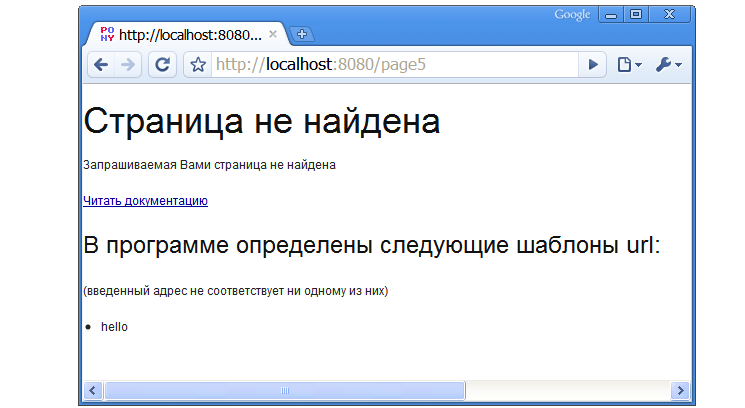 Google
PO
NY
http://localhost:8080...
http://localhost:8080/page5
Страница не найдена
Запрашиваемая Вами страница не найдена
Читать документацию
В программе определены следующие шаблоны url:
(введенный адрес не соответствует ни одному из них)
hello